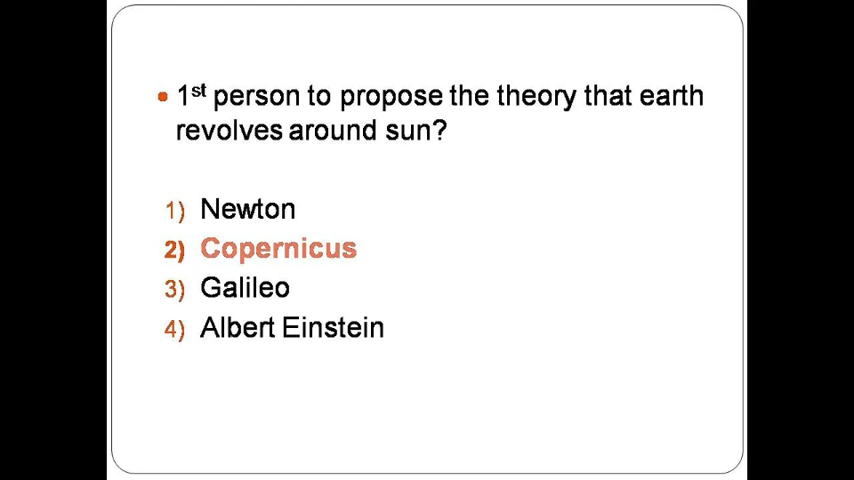 • 1st person to propose the theory that earth
revolves around sun?
1) Newton
2) Copernicus
3) Galileo
4) Albert Einstein